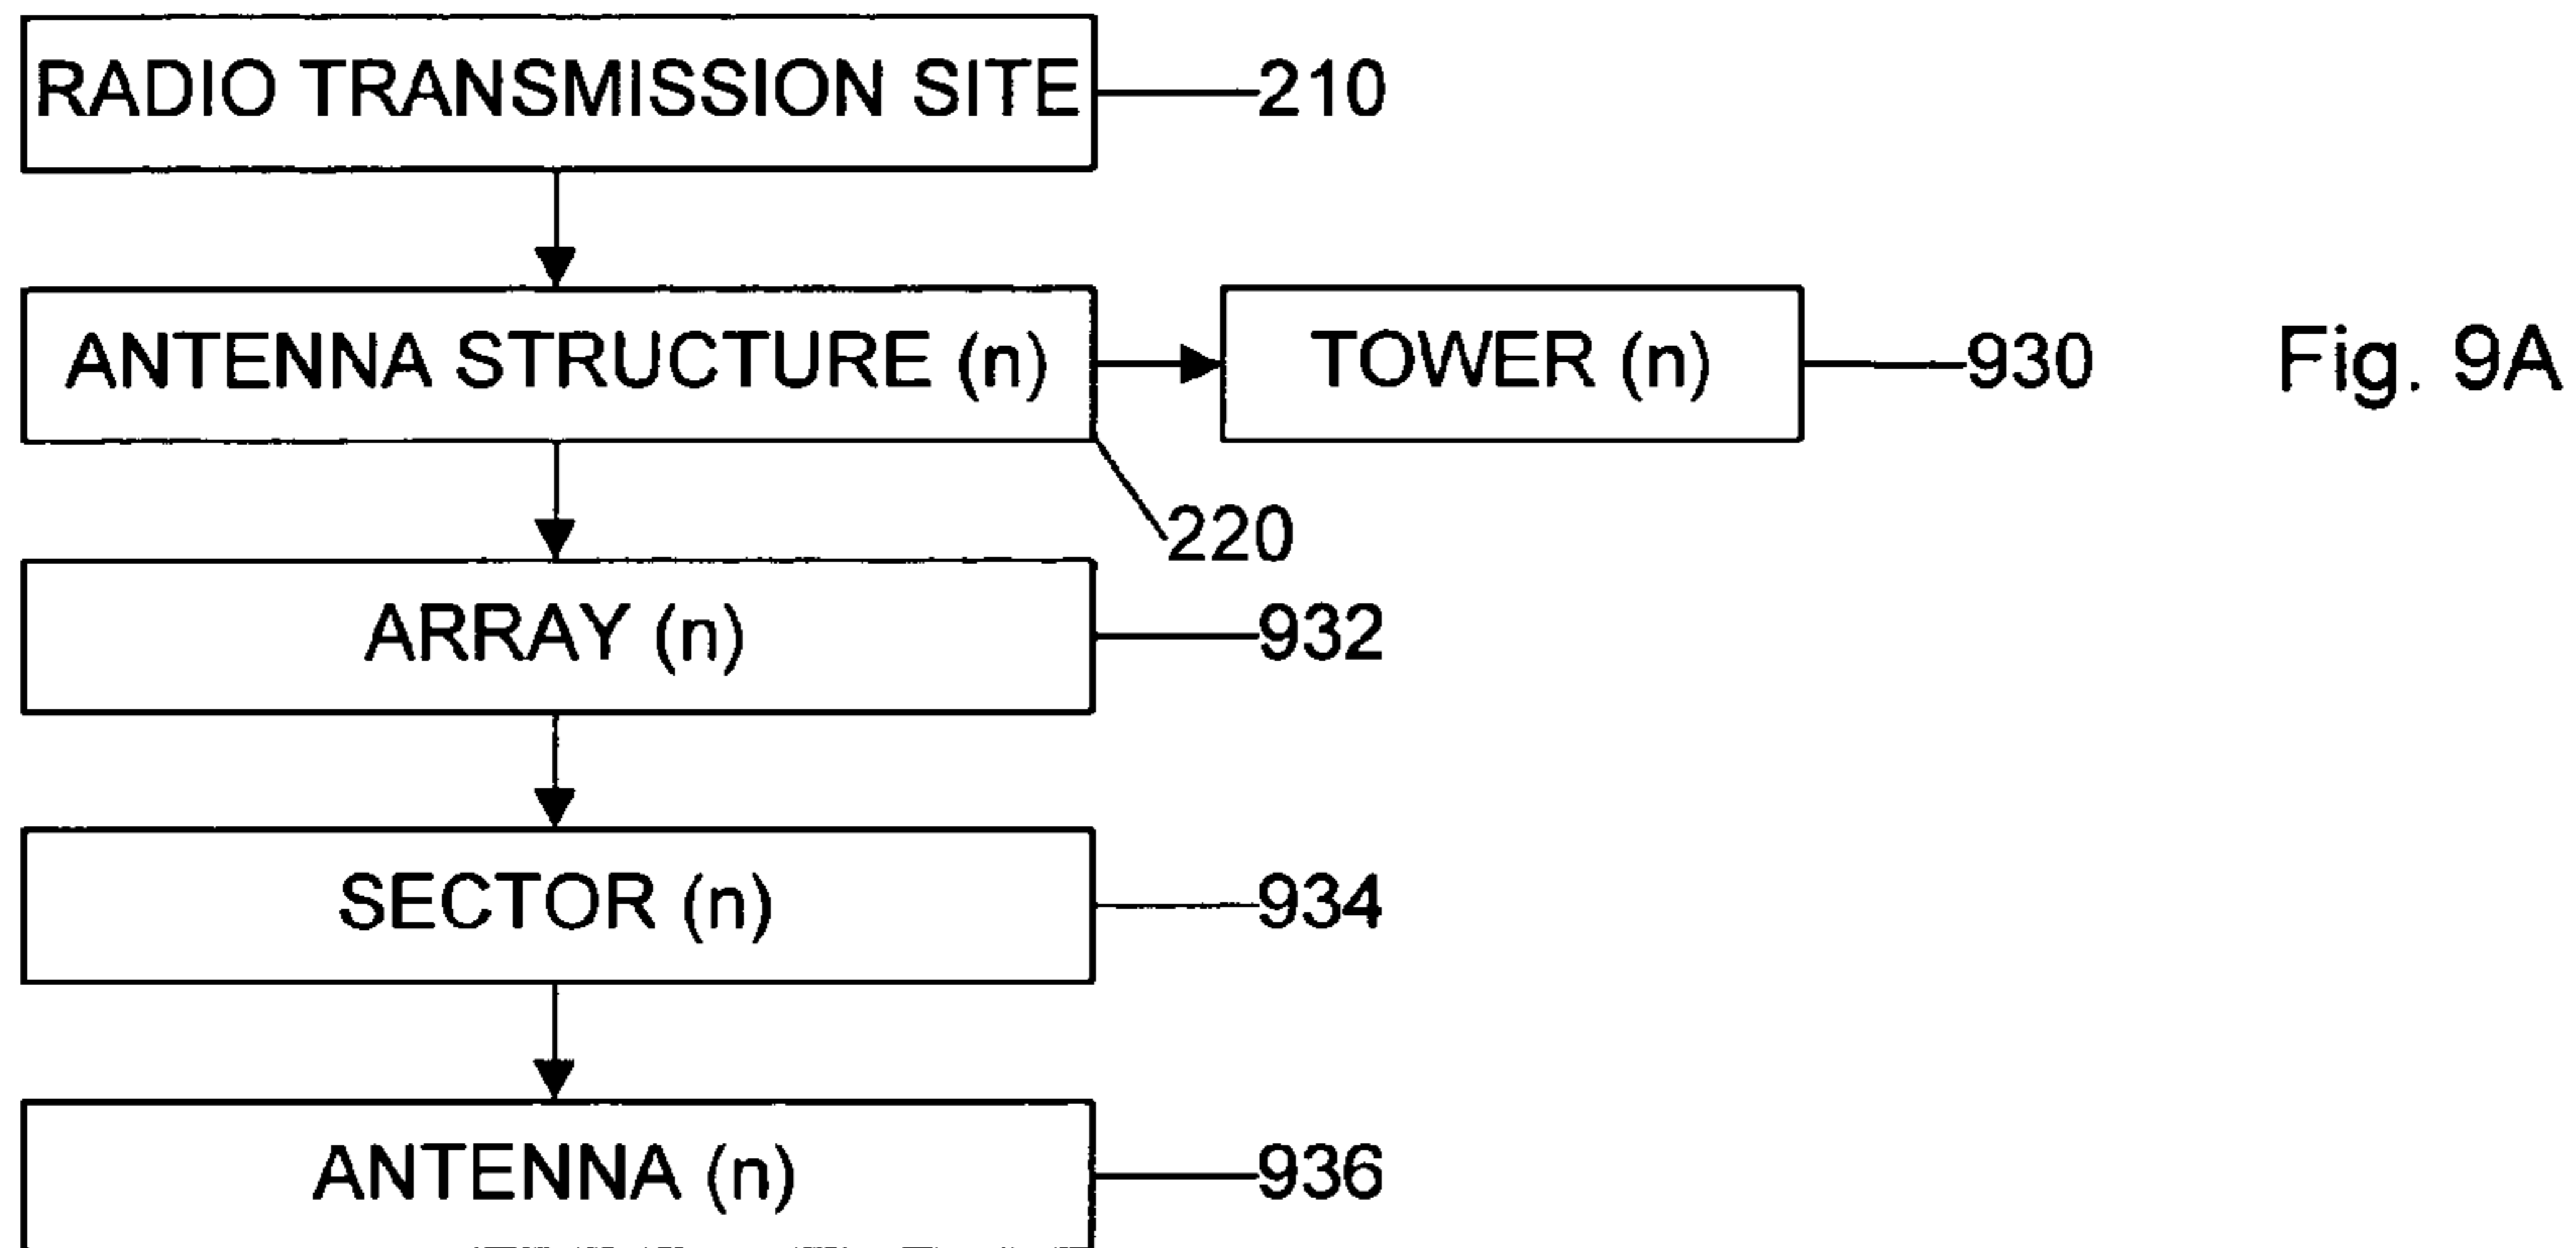 RADIO TRANSMISSION SITE
210
ANTENNA STRUCTURE (n)
TOWER (n)
930
Fig. 9A
220
ARRAY (n)
932
SECTOR (n)
934
ANTENNA (n)
936